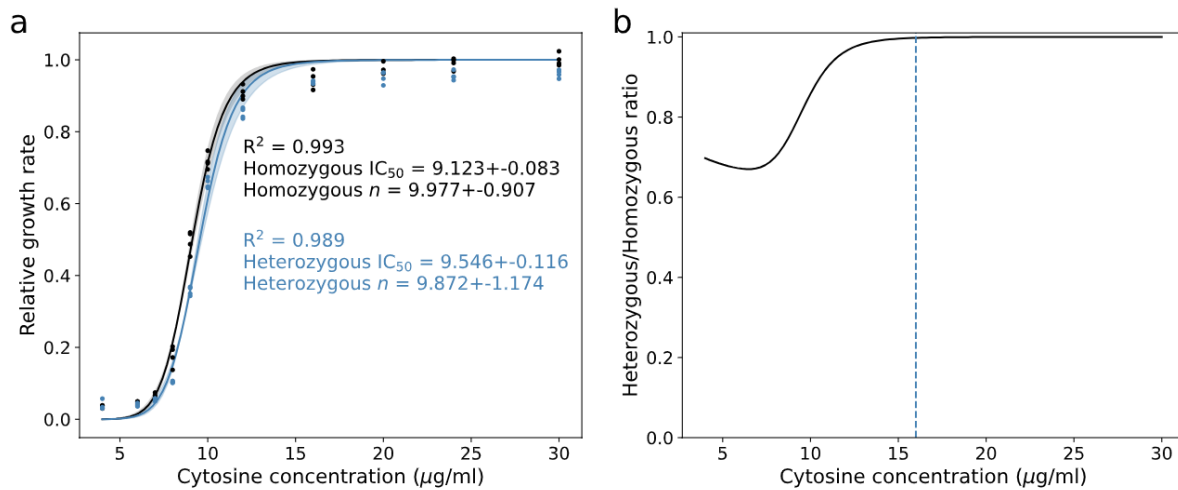 a
Relative growth rate
1.0
0.8
0.6
0.4
0.2
0.0
R² = 0.993
Homozygous IC₅₀ = 9.123+-0.083
Homozygous n = 9.977+-0.907
R² = 0.989
Heterozygous IC₅₀ = 9.546+-0.116
Heterozygous n = 9.872+-1.174
5 10 15 20 25 30
Cytosine concentration (μg/ml)
b
Heterozygous/Homozygous ratio
1.0
0.8
0.6
0.4
0.2
0.0
5 10 15 20 25 30
Cytosine concentration (μg/ml)